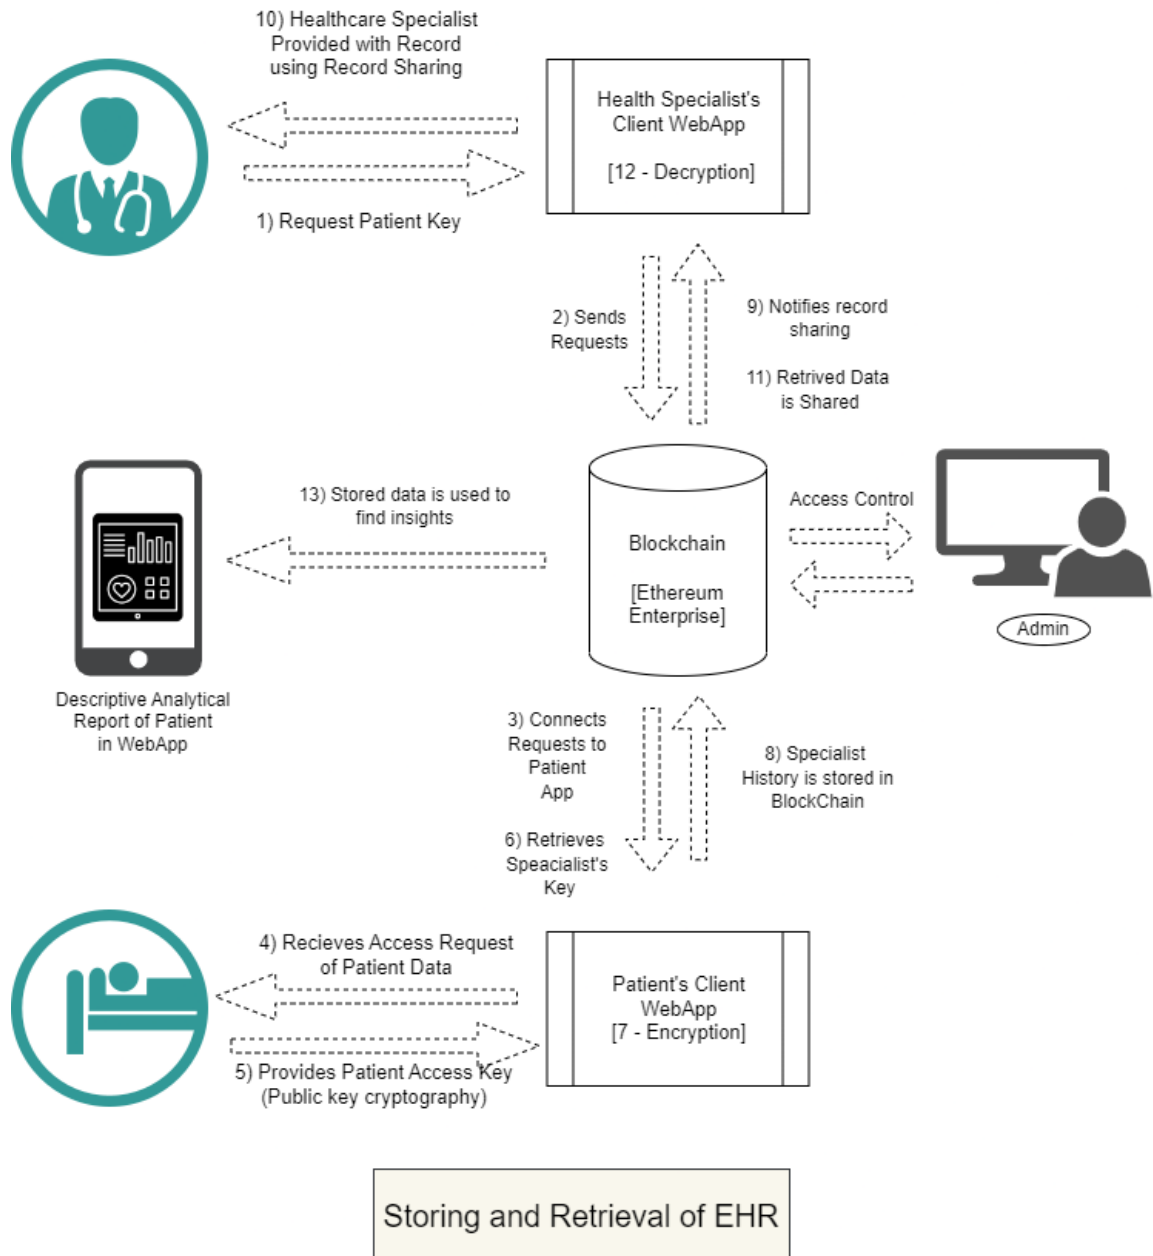 10) Healthcare Specialist
Provided with Record
using Record Sharing
Health Specialist's
Client WebApp
[12 - Decryption]
1) Request Patient Key
2) Sends
Requests
9) Notifies record
sharing
11) Retrived Data
is Shared
13) Stored data is used to
find insights
Blockchain
[Ethereum
Enterprise]
Access Control
Admin
Descriptive Analytical
Report of Patient
in WebApp
3) Connects
Requests to
Patient
App
8) Specialist
History is stored in
BlockChain
6) Retrieves
Speacialist's
Key
4) Recieves Access Request
of Patient Data
Patient's Client
WebApp
[7 - Encryption]
5) Provides Patient Access Key
(Public key cryptography)
Storing and Retrieval of EHR